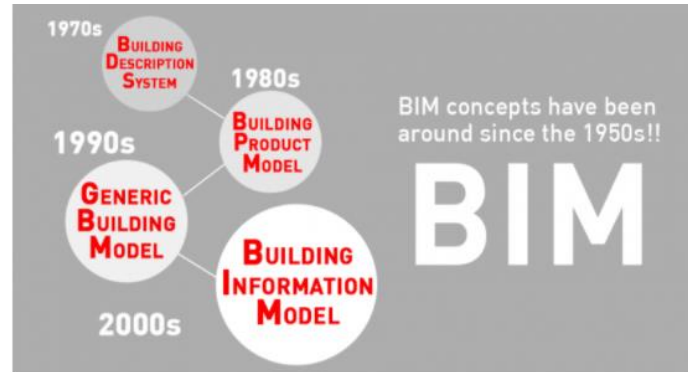 1970s
BUILDING
DESCRIPTION
SYSTEM
1980s
BUILDING
PRODUCT
MODEL
1990s
GENERIC
BUILDING
MODEL
BUILDING
INFORMATION
MODEL
2000s
BIM concepts have been
around since the 1950s!!
BIM